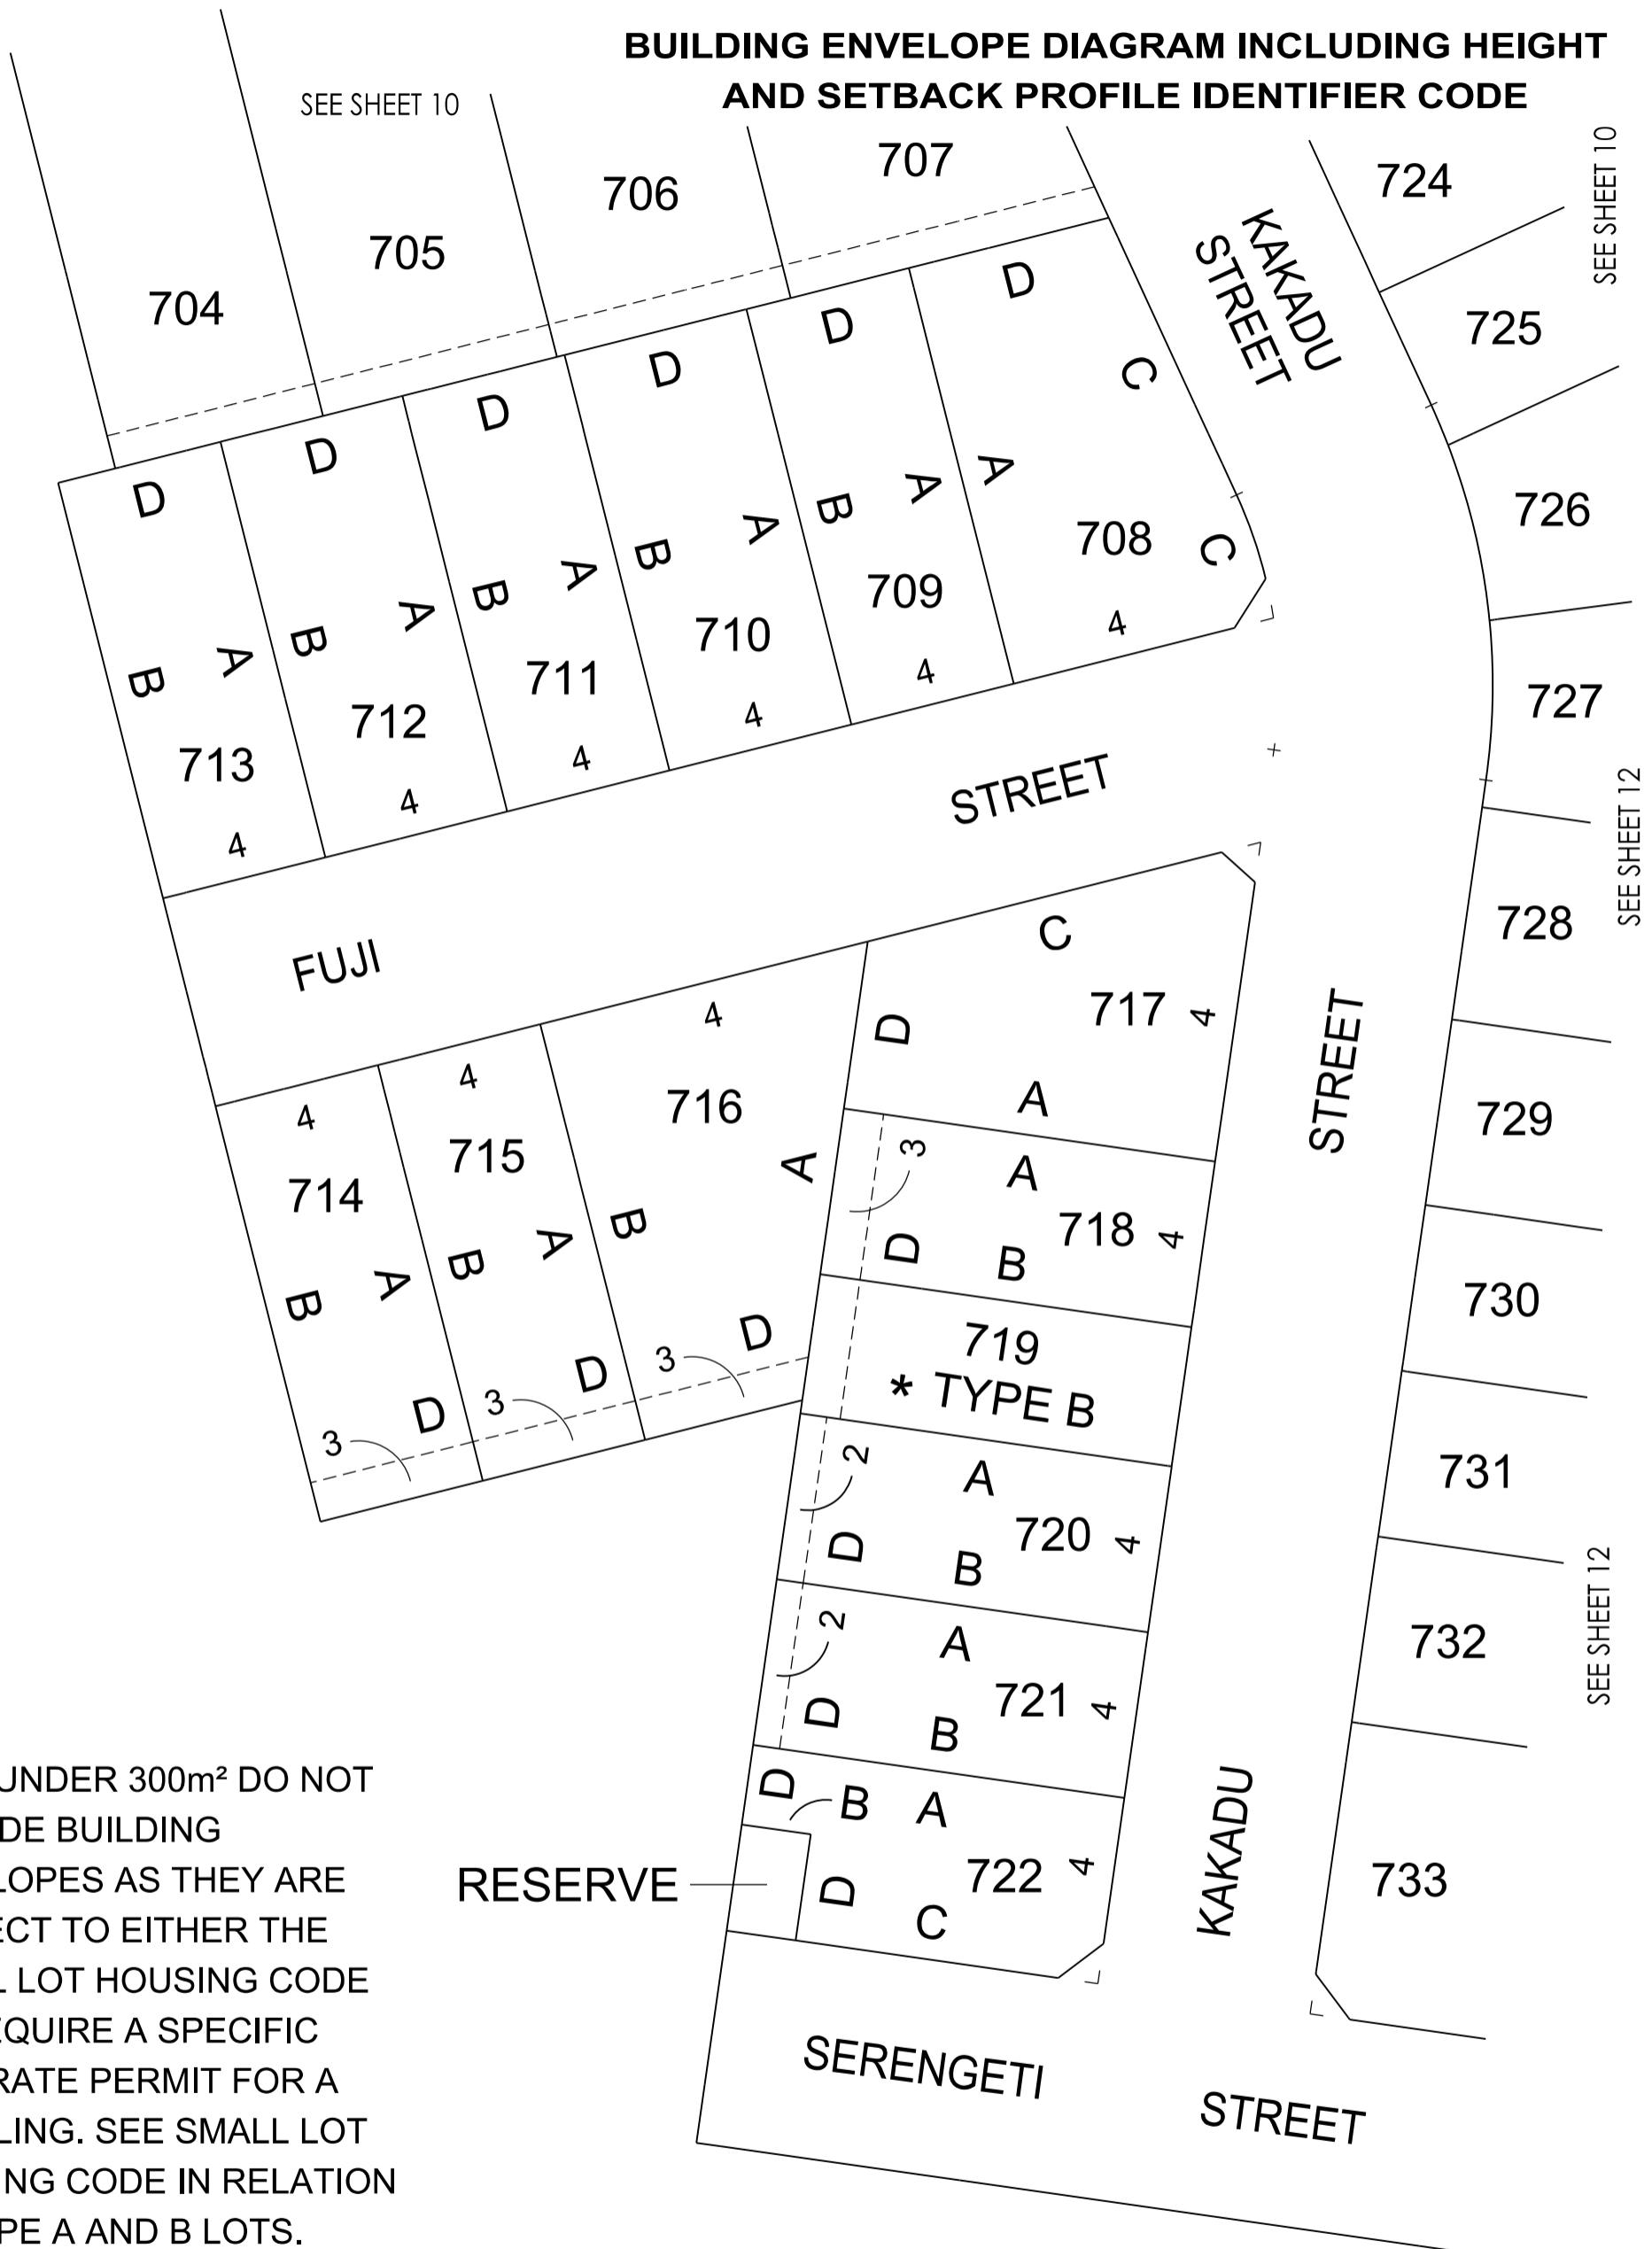 BUILDING ENVELOPE DIAGRAM INCLUDING HEIGHT
AND SETBACK PROFILE IDENTIFIER CODE
SEE SHEET 10
SEE SHEET 10
704
705
706
707
724
KAKADU
STREET
725
726
727
SEE SHEET 12
728
729
730
731
732
SEE SHEET 12
733
D
D
D
D
D
D
C
C
B
A
B
A
B
A
B
A
B
A
A
713
712
711
710
709
708
4
4
4
4
4
4
FUJI
STREET
4
4
4
714
715
716
B
A
B
A
B
A
D
D
D
3
3
3
C
717
4
D
A
3
A
718
4
D
B
719
* TYPE B
2
A
720
4
D
B
2
A
721
4
D
B
D
B
A
722
4
D
C
RESERVE
STREET
KAKADU
SERENGETI
STREET
UNDER 300m² DO NOT
DE BUILDING
LOPES AS THEY ARE
ECT TO EITHER THE
L LOT HOUSING CODE
EQUIRE A SPECIFIC
RATE PERMIT FOR A
LING. SEE SMALL LOT
NG CODE IN RELATION
PE A AND B LOTS.